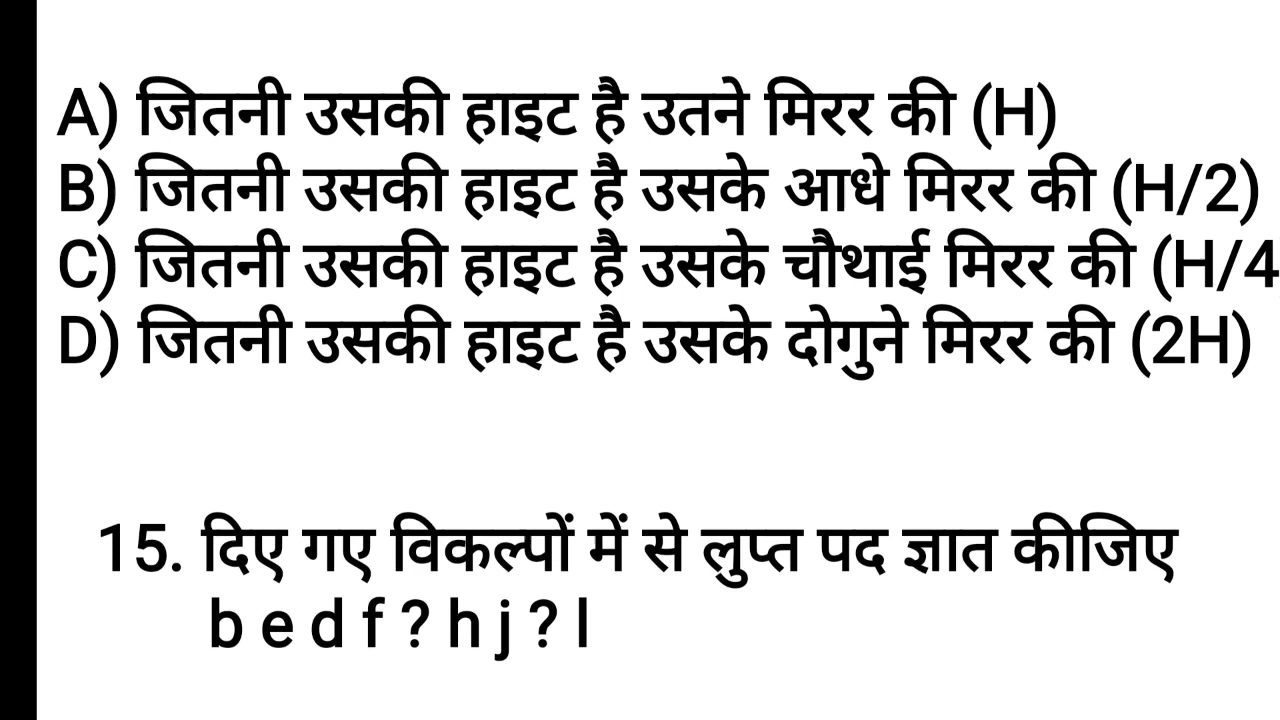 A) जितनी उसकी हाइट है उतने मिरर की (H)
B) जितनी उसकी हाइट है उसके आधे मिरर की (H/2)
C) जितनी उसकी हाइट है उसके चौथाई मिरर की (H/4
D) जितनी उसकी हाइट है उसके दोगुने मिरर की (2H)
15. दिए गए विकल्पों में से लुप्त पद ज्ञात कीजिए
b e d f ? h j ? l